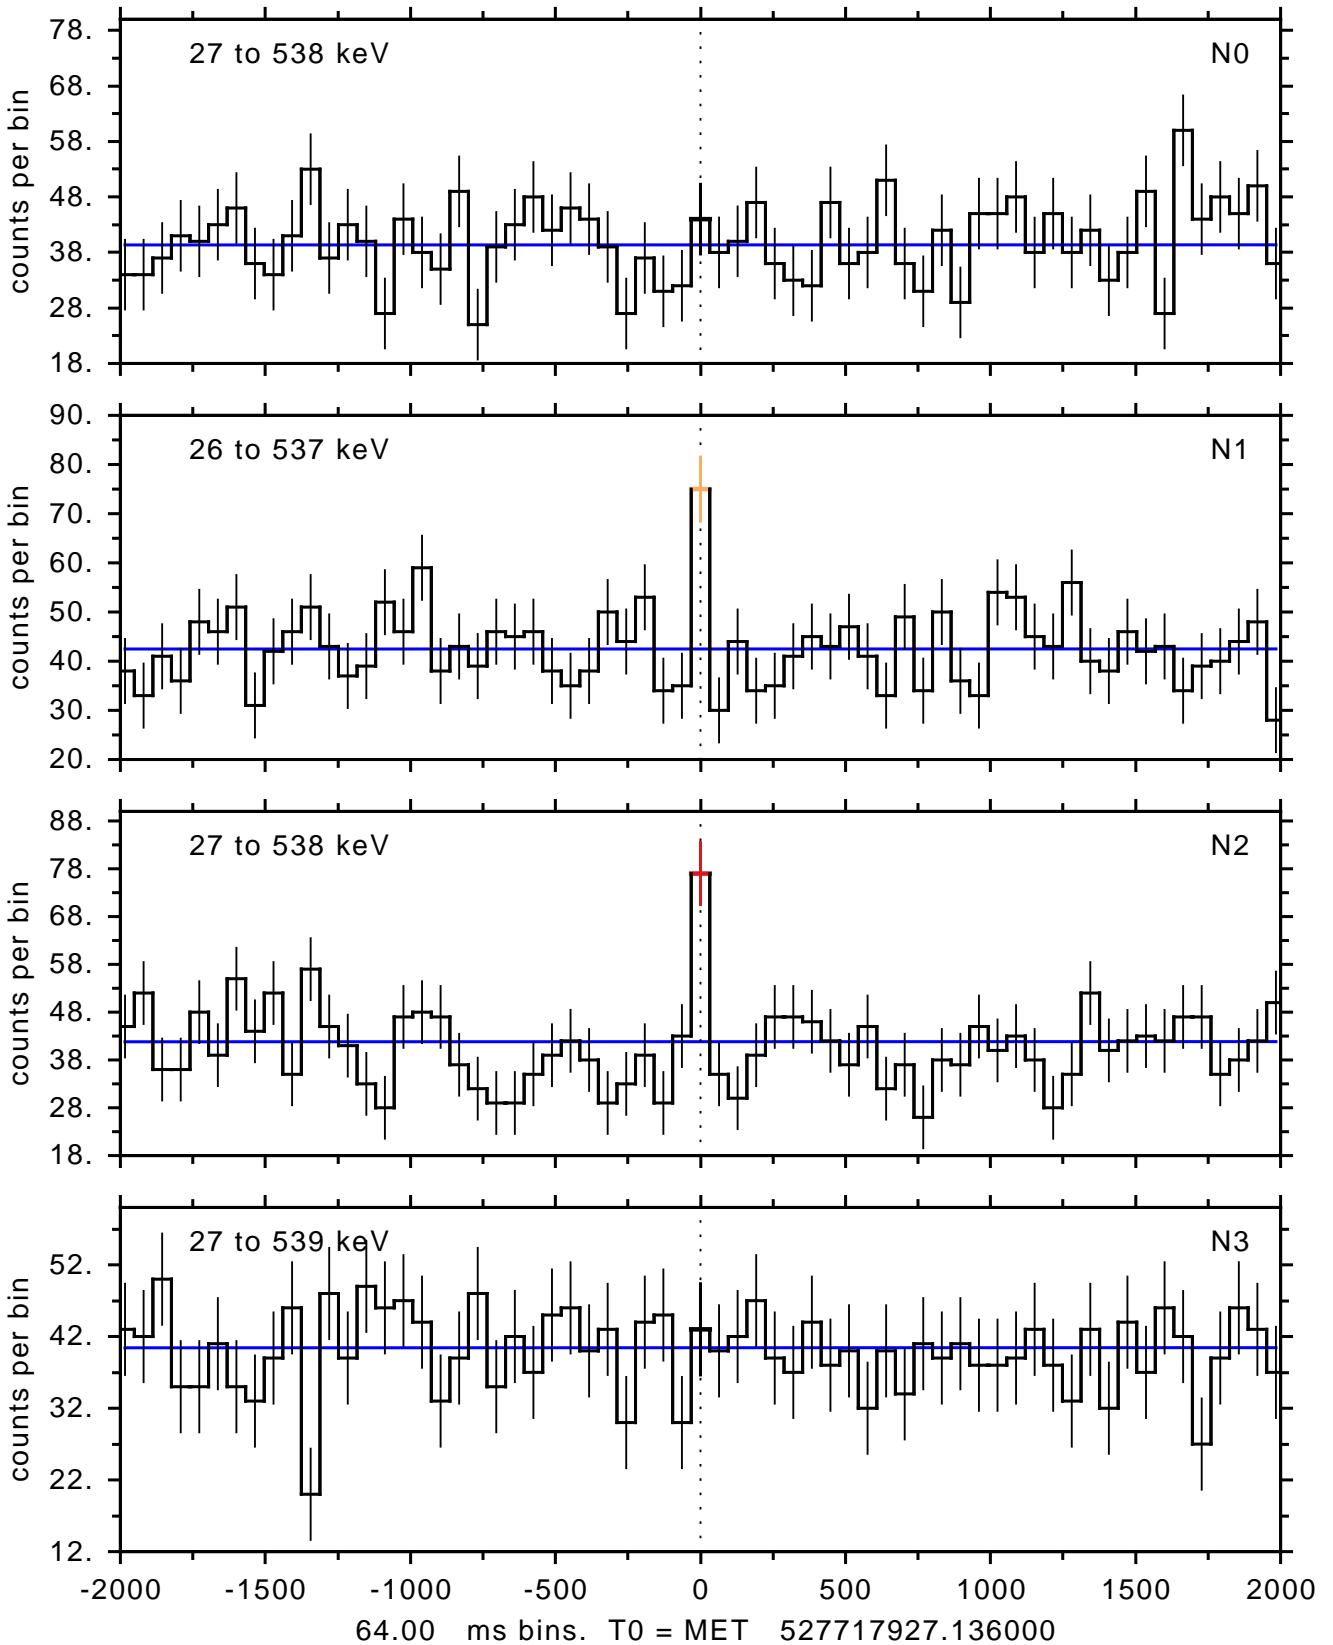 78.
27 to 538 keV N0
68.
58.
counts per bin
48.
38.
28.
18.
90.
26 to 537 keV N1
80.
70.
counts per bin
60.
50.
40.
30.
20.
88.
27 to 538 keV N2
78.
68.
counts per bin
58.
48.
38.
28.
18.
27 to 539 keV N3
52.
counts per bin
42.
32.
22.
12.
-2000 -1500 -1000 -500 0 500 1000 1500 2000
64.00 ms bins. T0 = MET 527717927.136000